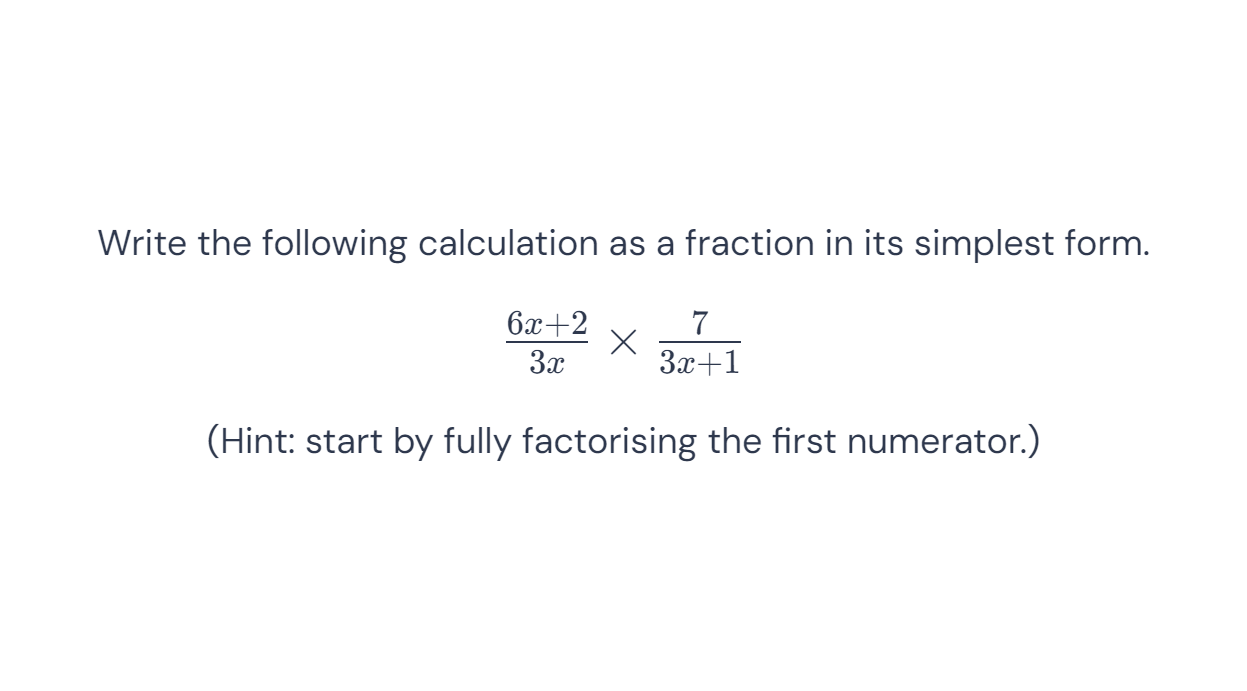 Write the following calculation as a fraction in its simplest form.
\frac{6x+2}{3x} × \frac{7}{3x+1}
(Hint: start by fully factorising the first numerator.)